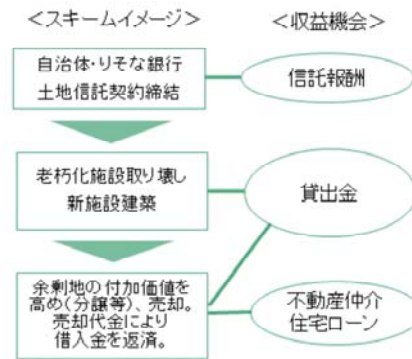 <スキームイメージ>
<収益機会>
自治体・りそな銀行
土地信託契約締結
信託報酬
老朽化施設取り壊し
新施設建築
貸出金
余剰地の付加価値を
高め(分譲等)、売却。
売却代金により
借入金を返済。
不動産仲介
住宅ローン